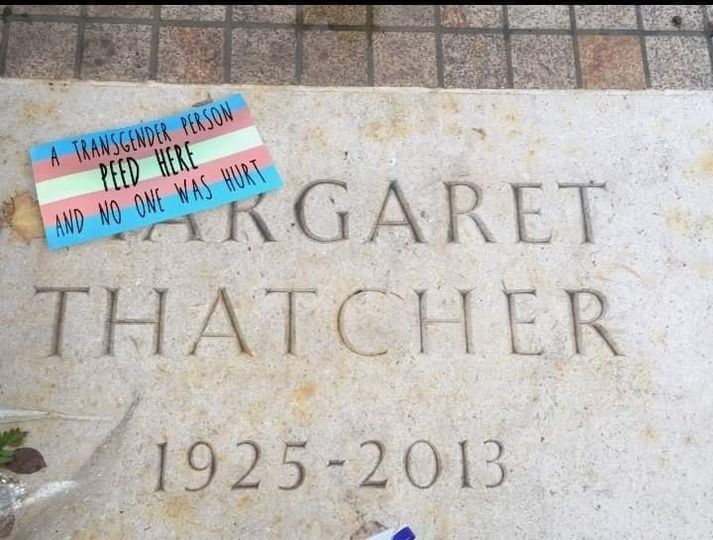 A TRANSGENDER PERSON
PEED HERE
AND NO ONE WAS HURT
ARGARET
THATCHER
1925-2013